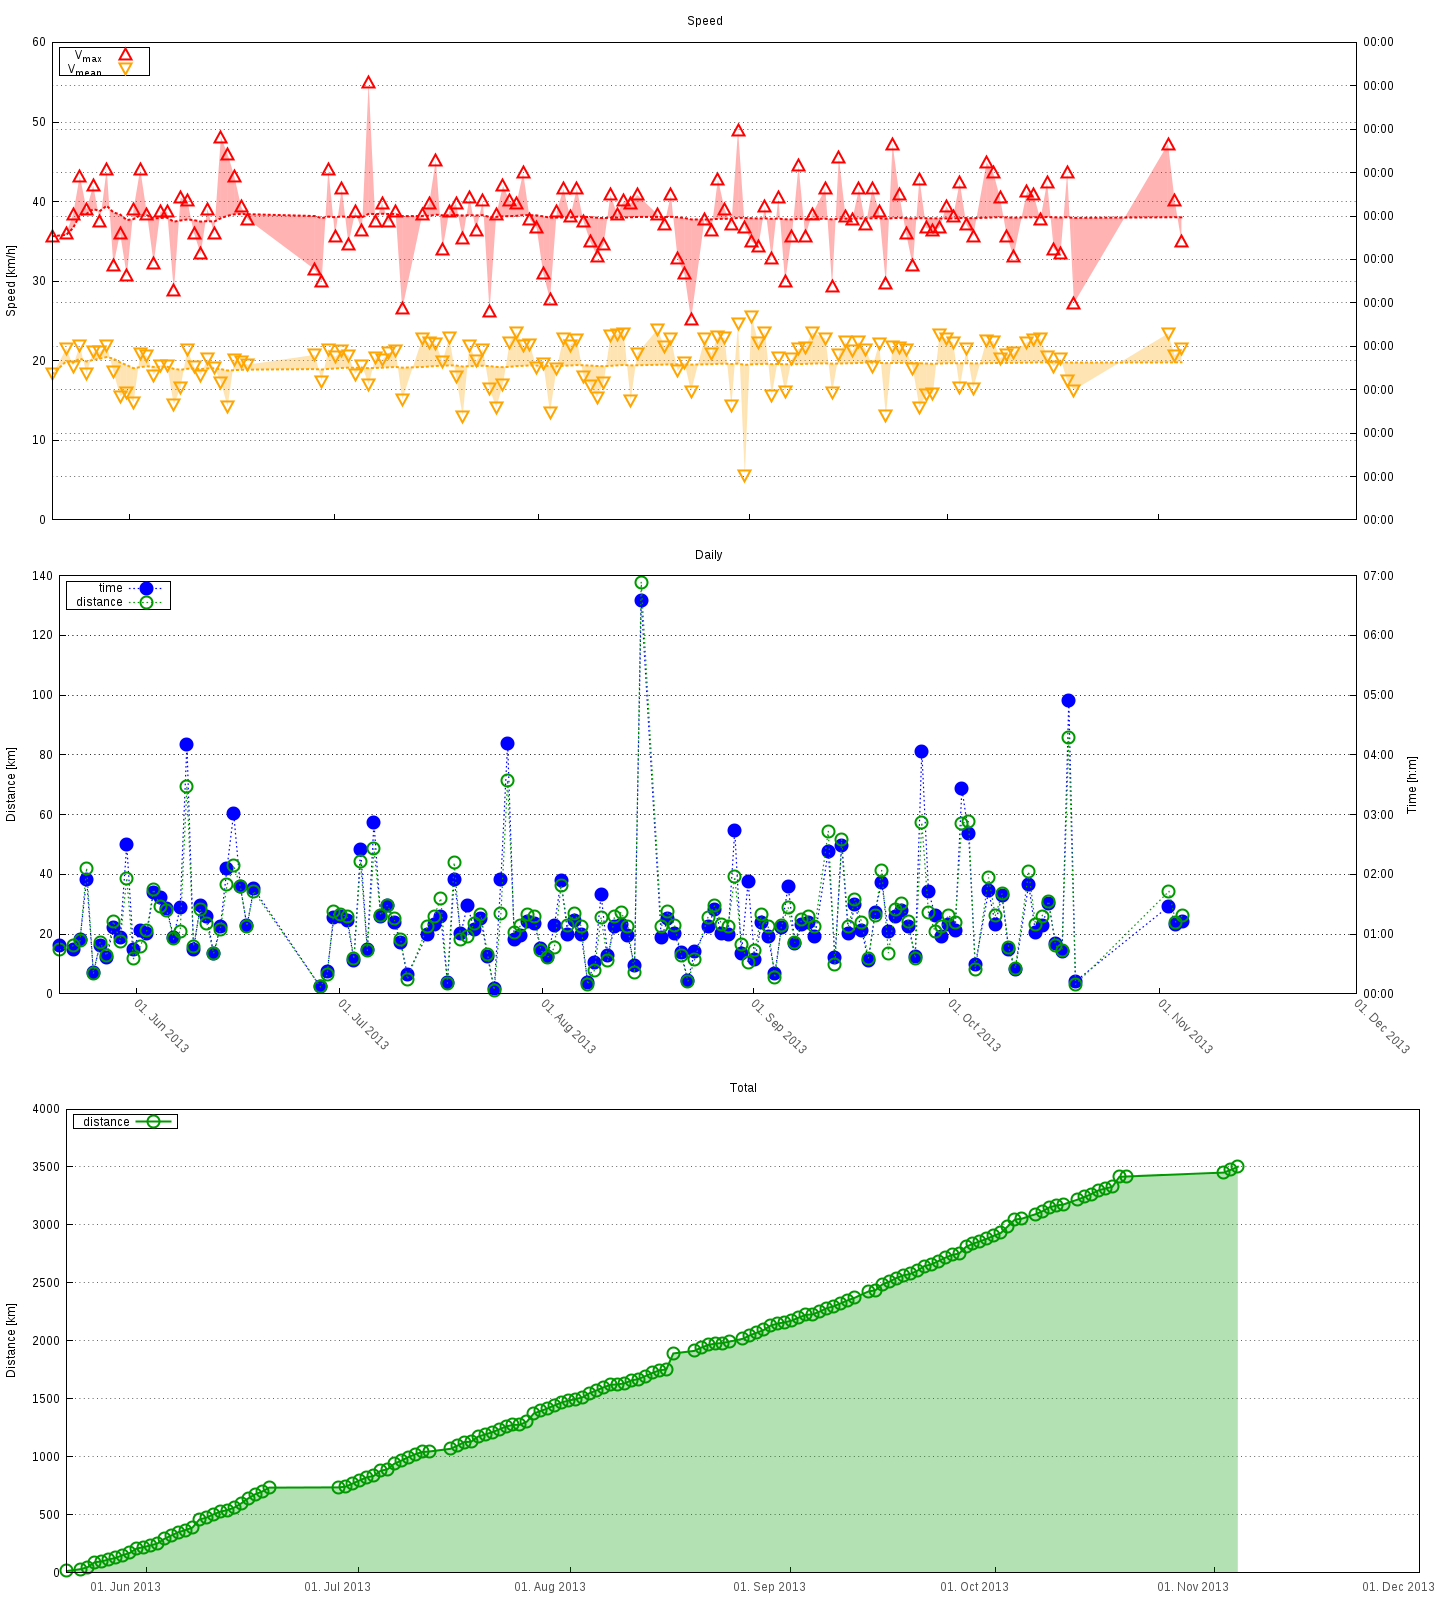 Speed
60 00:00
V max
V mean
00:00
50 00:00
00:00
00:00
40 00:00
00:00
30 00:00
00:00
20 00:00
00:00
10 00:00
00:00
0 00:00
Speed [km/h]
Daily
140 07:00
time
distance
120 06:00
100 05:00
80 04:00
60 03:00
40 02:00
20 01:00
0 00:00
Distance [km]
Time [h:m]
01. Jun 2013 01. Jul 2013 01. Aug 2013 01. Sep 2013 01. Oct 2013 01. Nov 2013 01. Dec 2013
Total
4000
distance
3500
3000
2500
2000
1500
1000
500
0
Distance [km]
01. Jun 2013 01. Jul 2013 01. Aug 2013 01. Sep 2013 01. Oct 2013 01. Nov 2013 01. Dec 2013